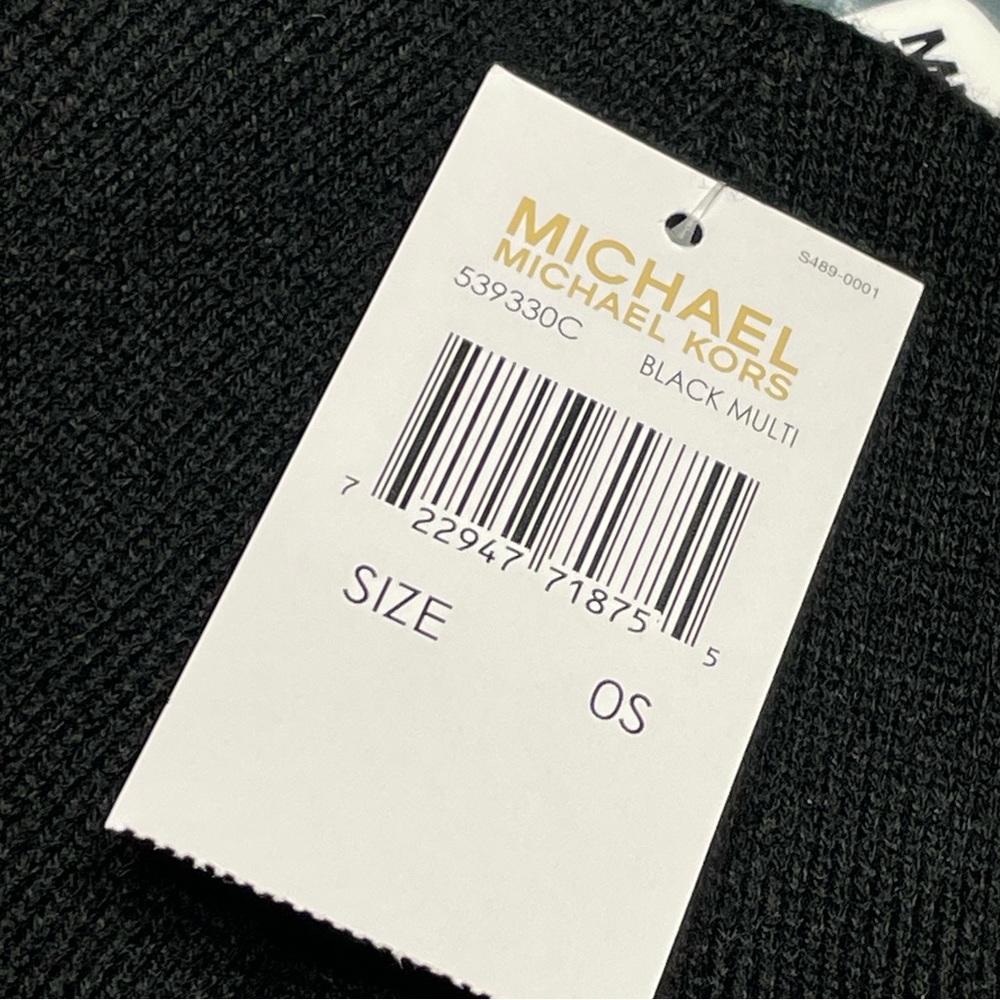 S489-0001
MICHAEL
MICHAEL KORS
539330C BLACK MULTI
7 22947 71875 5
SIZE OS